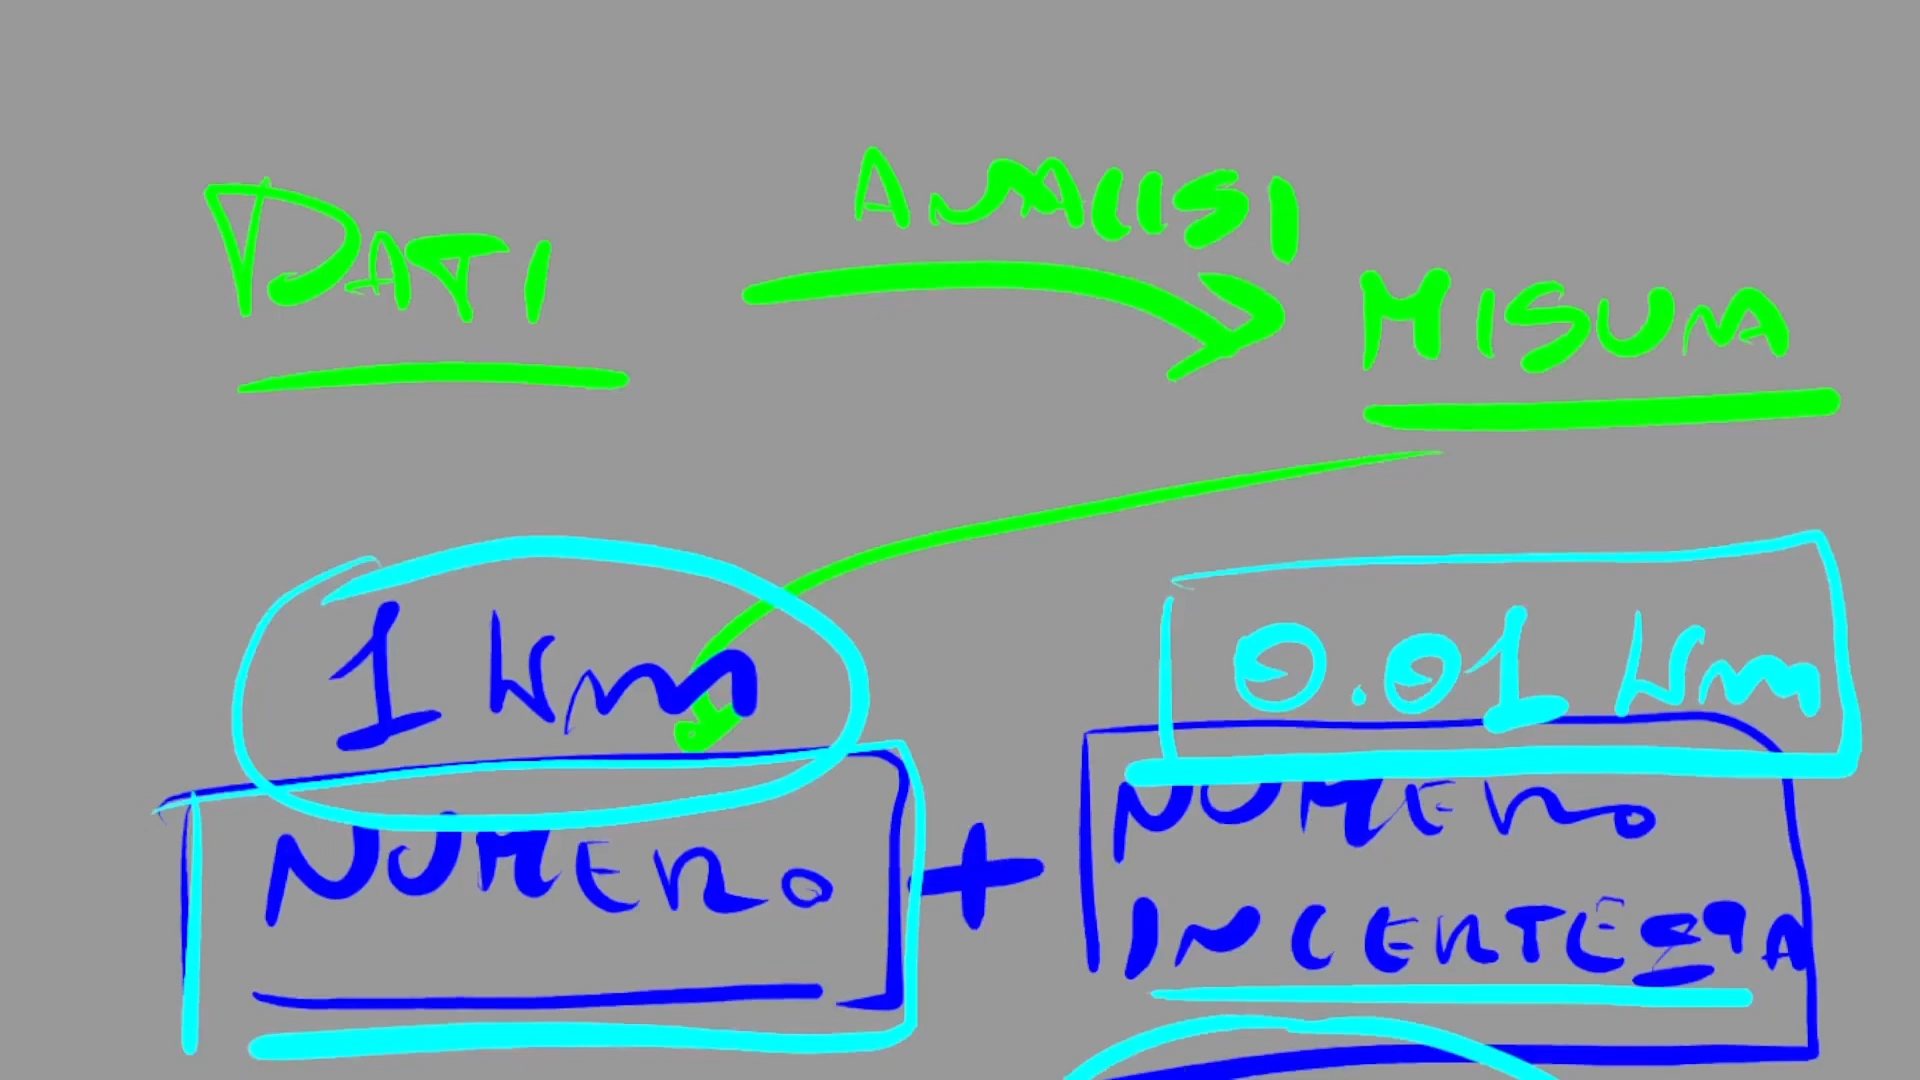 DATI
ANALISI
MISURA
1 Km
0.01 Km
NUMERO + NUMERO
INCERTEZZA